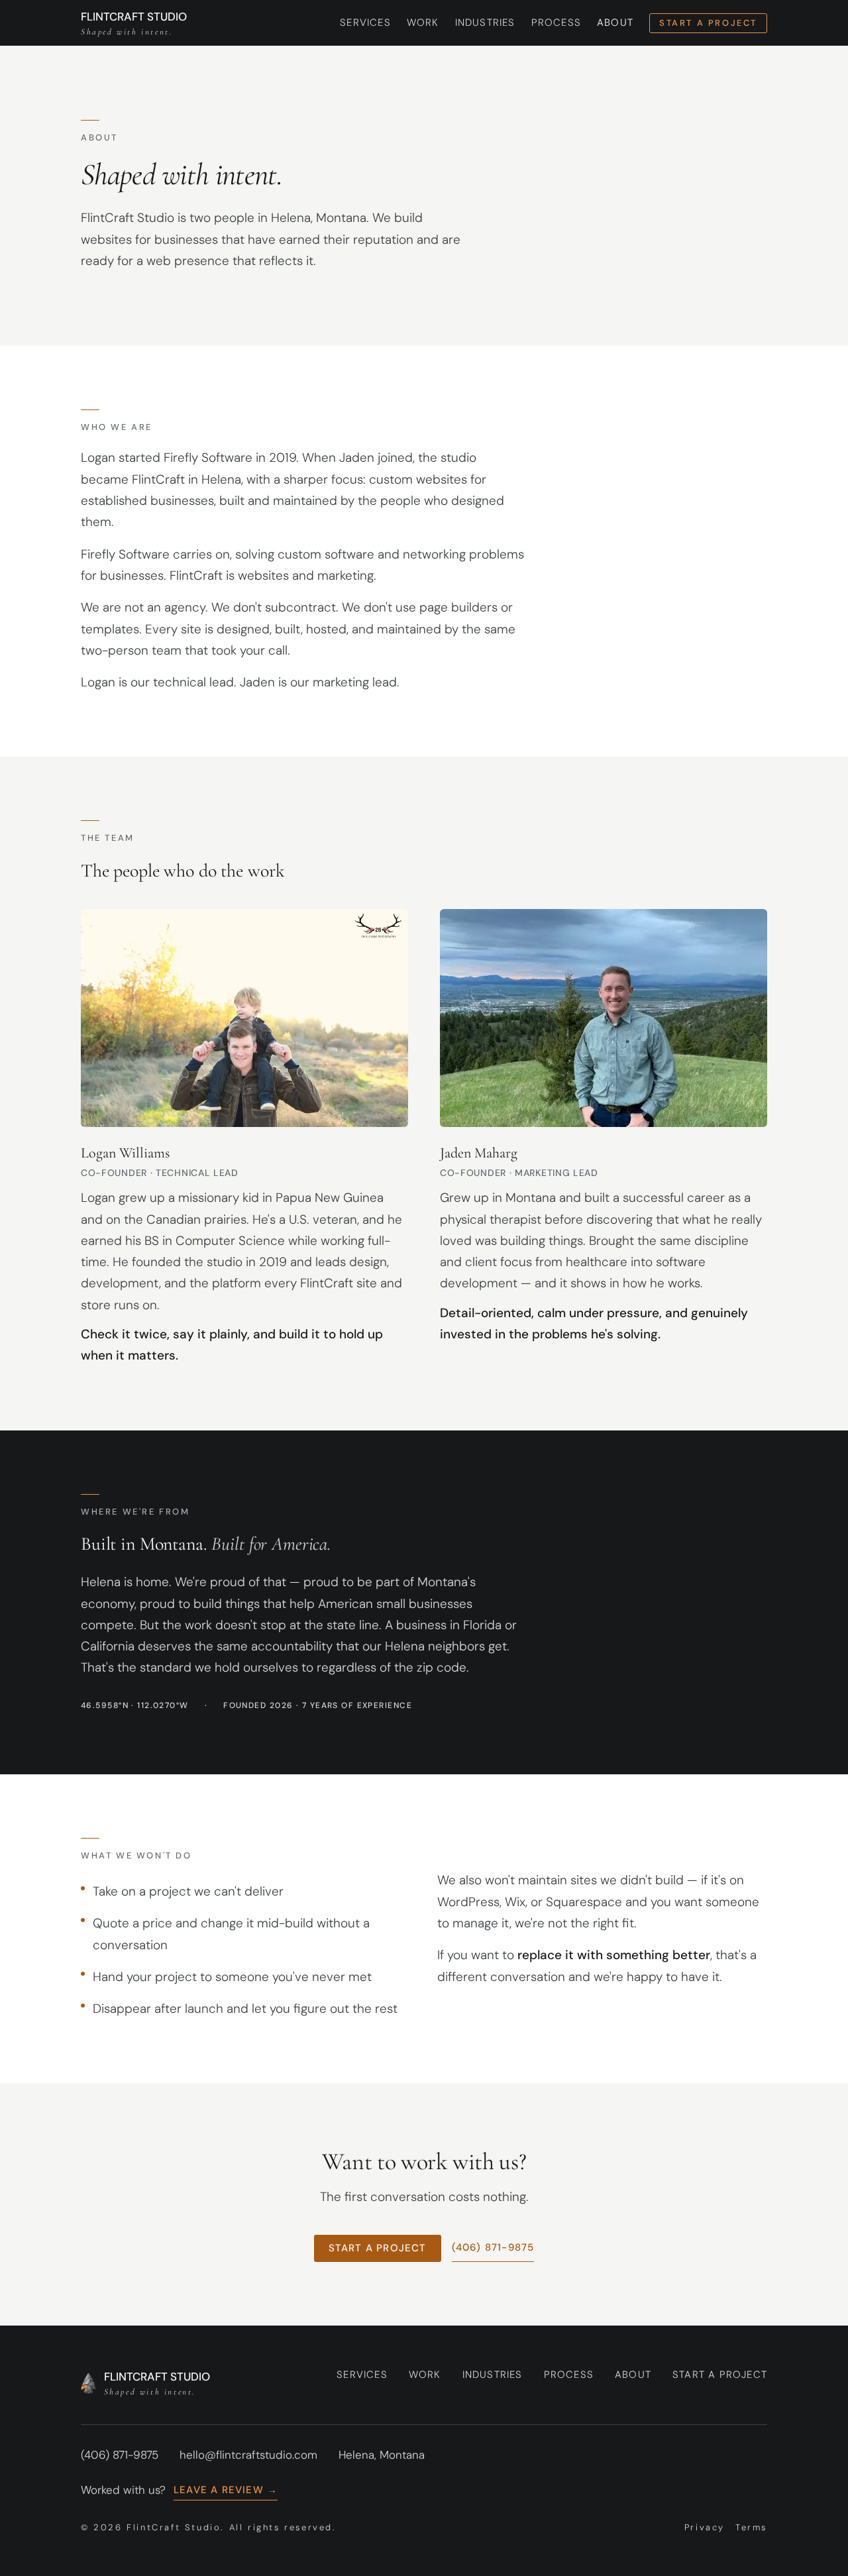 FLINTCRAFT STUDIO
Shaped with intent.
SERVICES WORK INDUSTRIES PROCESS ABOUT START A PROJECT
ABOUT
Shaped with intent.
FlintCraft Studio is two people in Helena, Montana. We build
websites for businesses that have earned their reputation and are
ready for a web presence that reflects it.
WHO WE ARE
Logan started Firefly Software in 2019. When Jaden joined, the studio
became FlintCraft in Helena, with a sharper focus: custom websites for
established businesses, built and maintained by the people who designed
them.
Firefly Software carries on, solving custom software and networking problems
for businesses. FlintCraft is websites and marketing.
We are not an agency. We don't subcontract. We don't use page builders or
templates. Every site is designed, built, hosted, and maintained by the same
two-person team that took your call.
Logan is our technical lead. Jaden is our marketing lead.
THE TEAM
The people who do the work
Logan Williams
CO-FOUNDER · TECHNICAL LEAD
Logan grew up a missionary kid in Papua New Guinea
and on the Canadian prairies. He's a U.S. veteran, and he
earned his BS in Computer Science while working full-
time. He founded the studio in 2019 and leads design,
development, and the platform every FlintCraft site and
store runs on.
Check it twice, say it plainly, and build it to hold up
when it matters.
Jaden Maharg
CO-FOUNDER · MARKETING LEAD
Grew up in Montana and built a successful career as a
physical therapist before discovering that what he really
loved was building things. Brought the same discipline
and client focus from healthcare into software
development — and it shows in how he works.
Detail-oriented, calm under pressure, and genuinely
invested in the problems he's solving.
WHERE WE'RE FROM
Built in Montana. Built for America.
Helena is home. We're proud of that — proud to be part of Montana's
economy, proud to build things that help American small businesses
compete. But the work doesn't stop at the state line. A business in Florida or
California deserves the same accountability that our Helena neighbors get.
That's the standard we hold ourselves to regardless of the zip code.
46.5958°N · 112.0270°W · FOUNDED 2026 · 7 YEARS OF EXPERIENCE
WHAT WE WON'T DO
Take on a project we can't deliver
Quote a price and change it mid-build without a
conversation
Hand your project to someone you've never met
Disappear after launch and let you figure out the rest
We also won't maintain sites we didn't build — if it's on
WordPress, Wix, or Squarespace and you want someone
to manage it, we're not the right fit.
If you want to replace it with something better, that's a
different conversation and we're happy to have it.
Want to work with us?
The first conversation costs nothing.
START A PROJECT (406) 871-9875
FLINTCRAFT STUDIO
Shaped with intent.
SERVICES WORK INDUSTRIES PROCESS ABOUT START A PROJECT
(406) 871-9875 hello@flintcraftstudio.com Helena, Montana
Worked with us? LEAVE A REVIEW →
© 2026 FlintCraft Studio. All rights reserved.
Privacy Terms